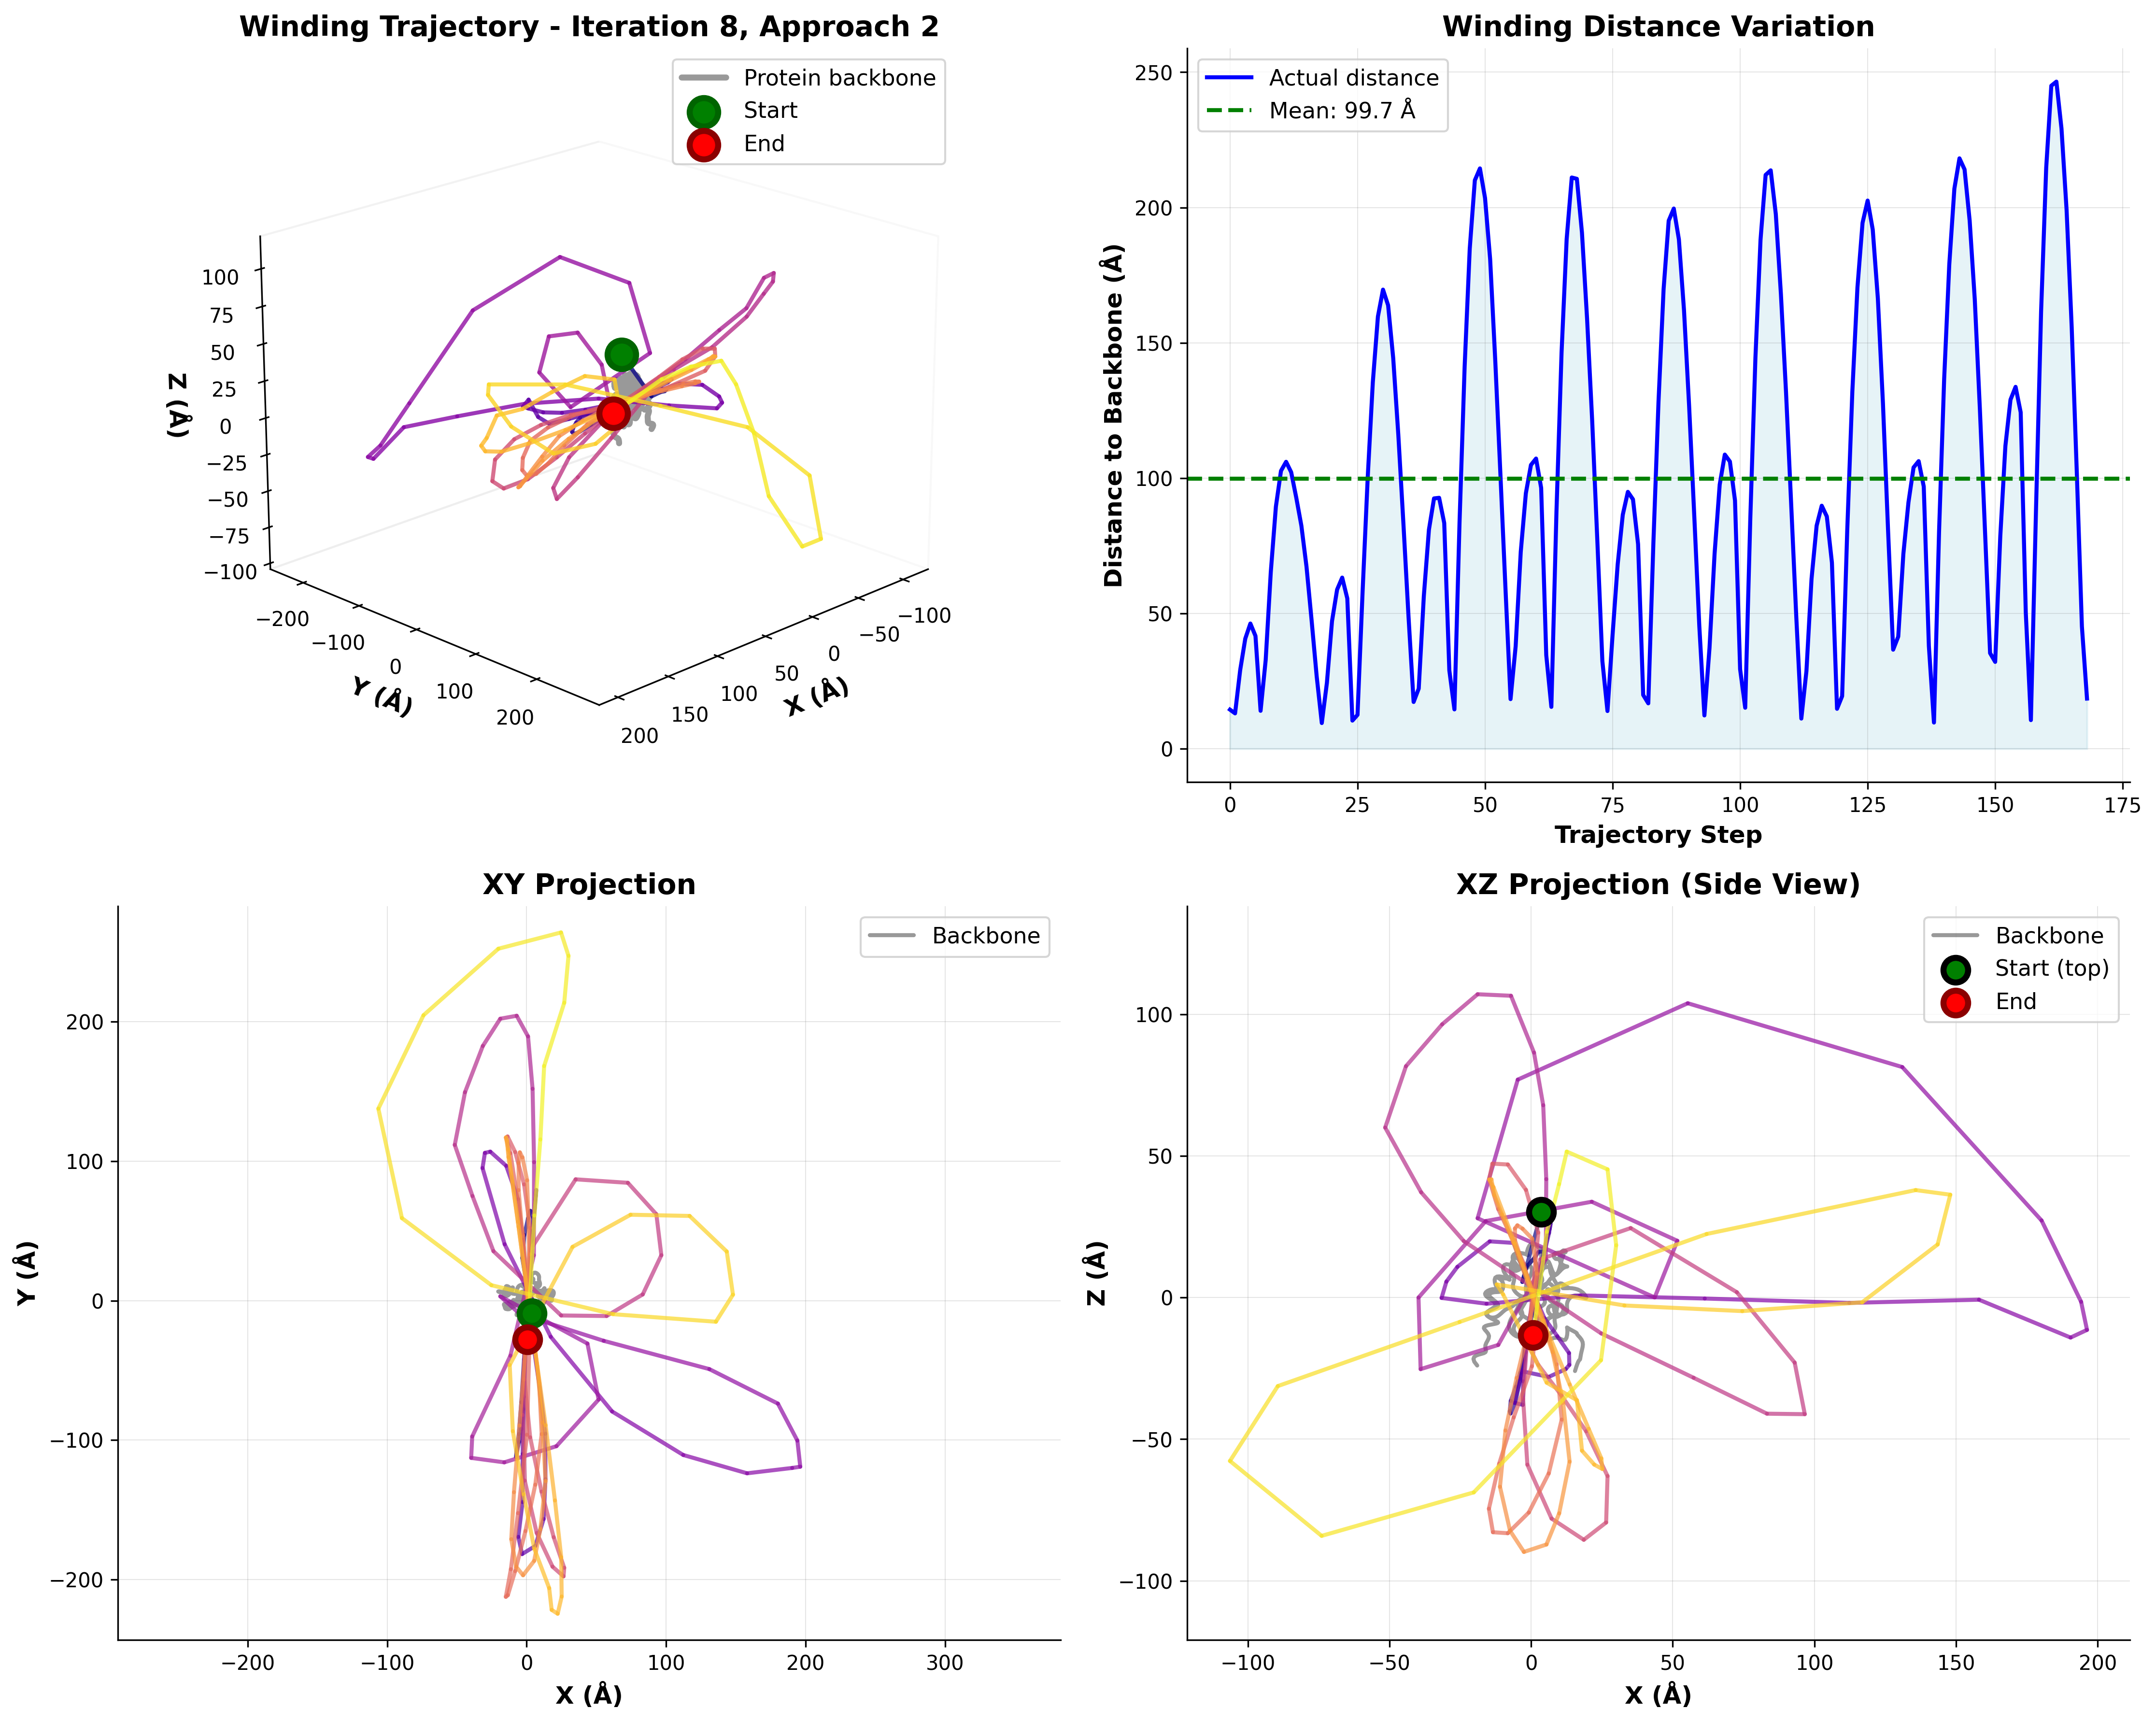 Winding Trajectory - Iteration 8, Approach 2
Protein backbone
Start
End
100
75
50
25
0
−25
−50
−75
−100
Z (Å)
−200
−100
0
100
200
Y (Å)
200
150
100
50
0
−50
−100
X (Å)
Winding Distance Variation
Actual distance
Mean: 99.7 Å
250
200
150
100
50
0
Distance to Backbone (Å)
0 25 50 75 100 125 150 175
Trajectory Step
XY Projection
Backbone
200
100
0
−100
−200
Y (Å)
−200 −100 0 100 200 300
X (Å)
XZ Projection (Side View)
Backbone
Start (top)
End
100
50
0
−50
−100
Z (Å)
−100 −50 0 50 100 150 200
X (Å)